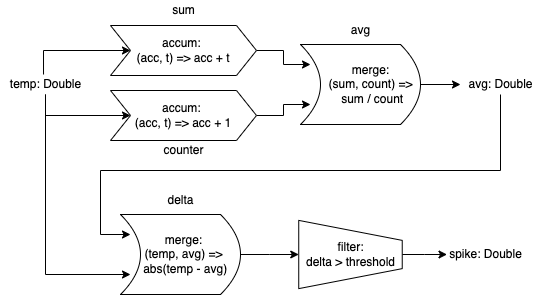 sum
accum:
(acc, t) => acc + t
avg
merge:
(sum, count) =>
sum / count
temp: Double
avg: Double
accum:
(acc, t) => acc + 1
counter
delta
merge:
(temp, avg) =>
abs(temp - avg)
filter:
delta > threshold
spike: Double